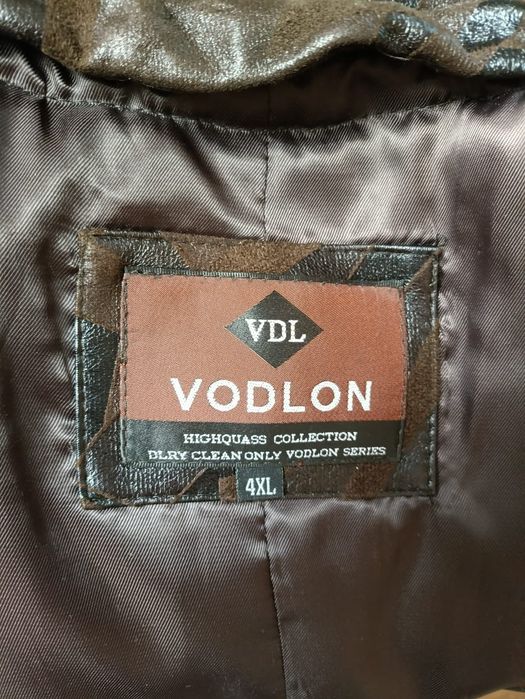 VDL
VODLON
HIGHQUASS COLLECTION
DLRY CLEAN ONLY VODLON SERIES
4XL